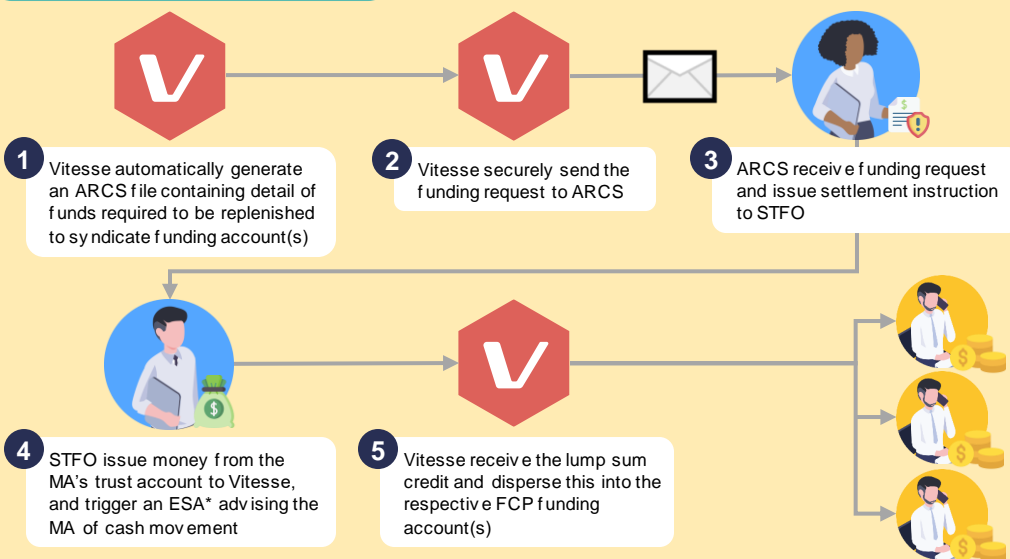 1
Vitesse automatically generate
an ARCS file containing detail of
funds required to be replenished
to syndicate funding account(s)
2
Vitesse securely send the
funding request to ARCS
3
ARCS receive funding request
and issue settlement instruction
to STFO
4
STFO issue money from the
MA's trust account to Vitesse,
and trigger an ESA* advising the
MA of cash movement
5
Vitesse receive the lump sum
credit and disperse this into the
respective FCP funding
account(s)